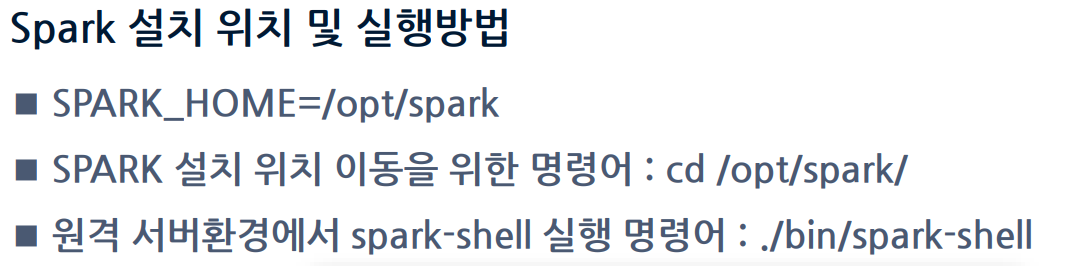 Spark 설치 위치 및 실행방법
■ SPARK_HOME=/opt/spark
■ SPARK 설치 위치 이동을 위한 명령어 : cd /opt/spark/
■ 원격 서버환경에서 spark-shell 실행 명령어 : ./bin/spark-shell